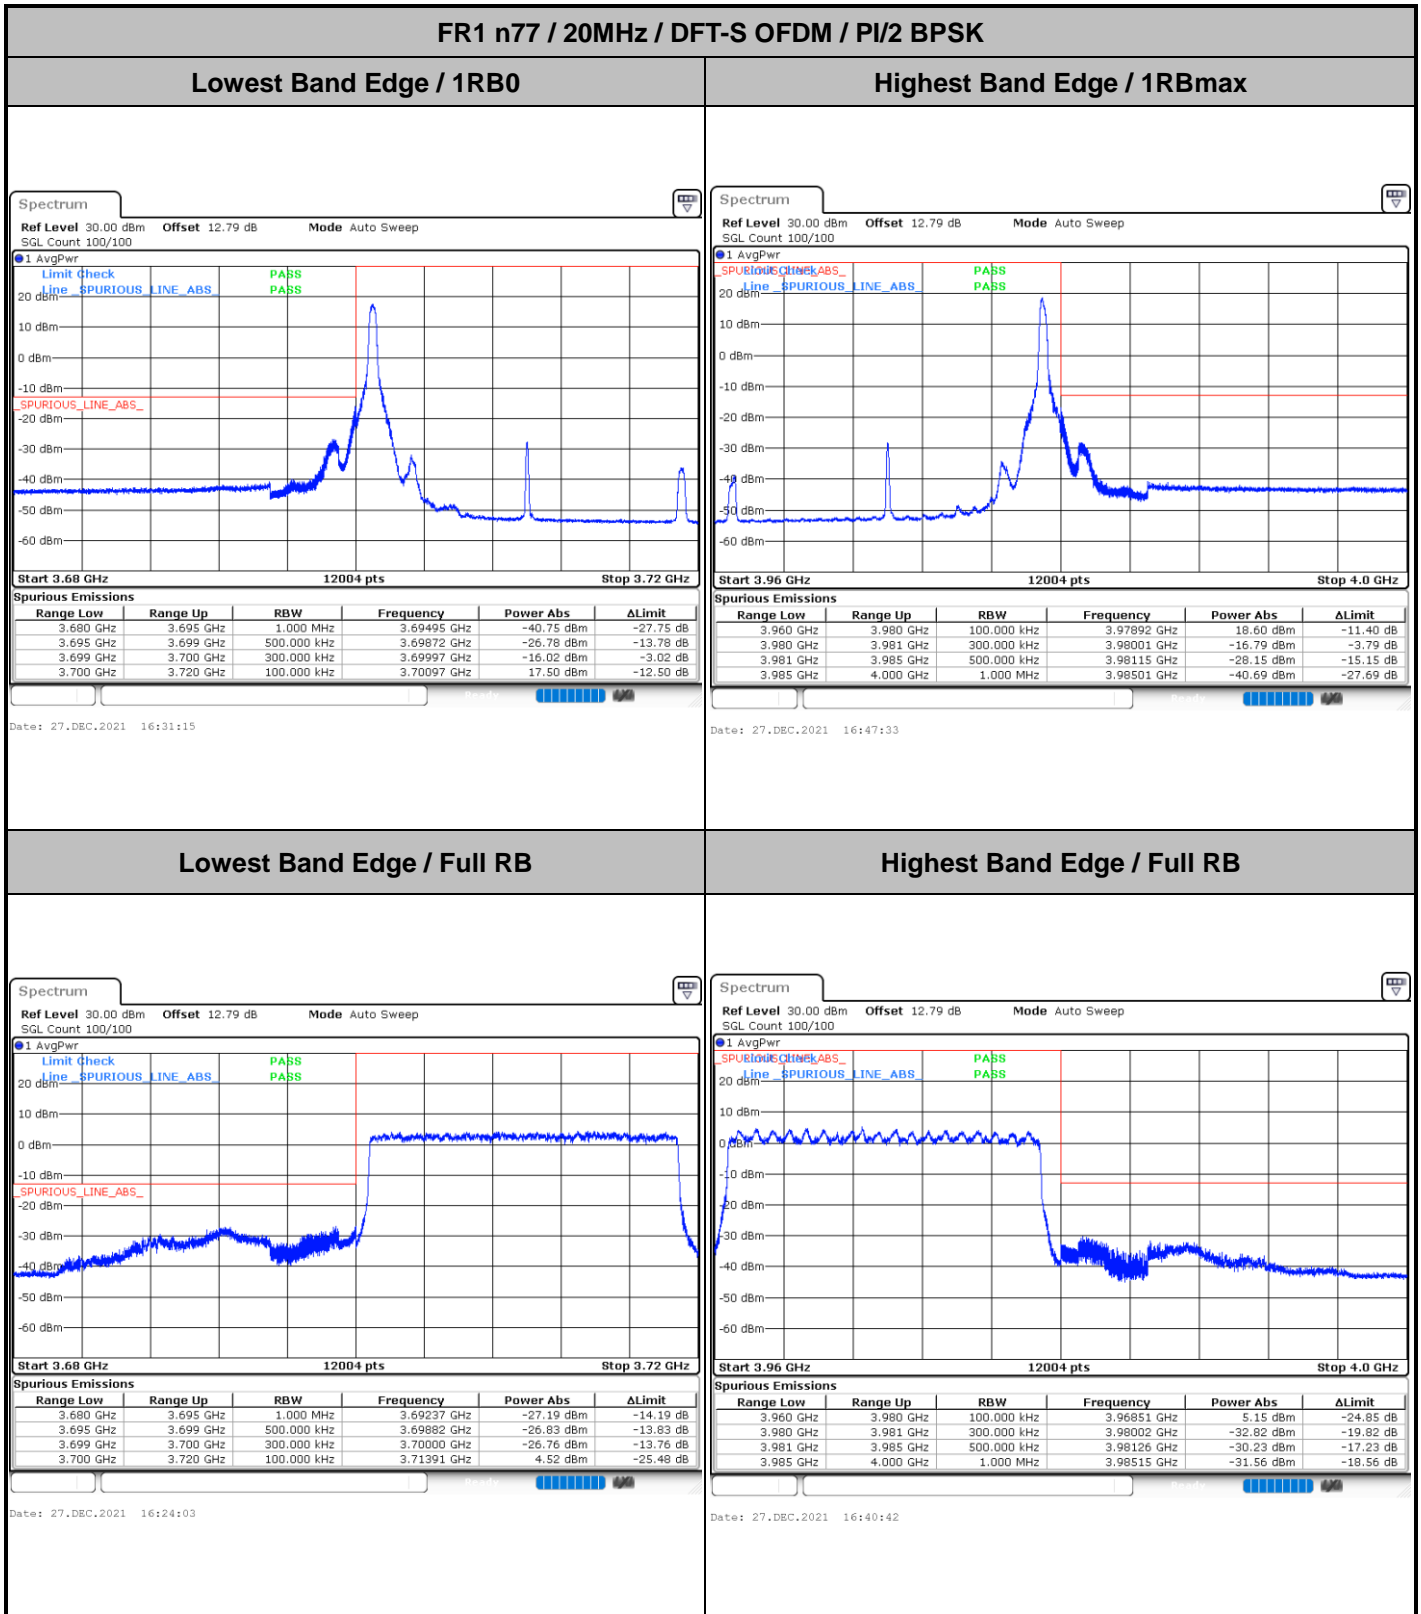 FR1 n77 / 20MHz / DFT-S OFDM / PI/2 BPSK
Lowest Band Edge / 1RB0
Highest Band Edge / 1RBmax
Spectrum
Ref Level 30.00 dBm Offset 12.79 dB Mode Auto Sweep
SGL Count 100/100
1 AvgPwr
Limit Check PASS
Line _SPURIOUS_LINE_ABS_ PASS
20 dBm
10 dBm
0 dBm
-10 dBm
_SPURIOUS_LINE_ABS_
-20 dBm
-30 dBm
-40 dBm
-50 dBm
-60 dBm
Start 3.68 GHz 12004 pts Stop 3.72 GHz
Spurious Emissions
Range Low Range Up RBW Frequency Power Abs ΔLimit
3.680 GHz 3.695 GHz 1.000 MHz 3.69495 GHz -40.75 dBm -27.75 dB
3.695 GHz 3.699 GHz 500.000 kHz 3.69872 GHz -26.78 dBm -13.78 dB
3.699 GHz 3.700 GHz 300.000 kHz 3.69997 GHz -16.02 dBm -3.02 dB
3.700 GHz 3.720 GHz 100.000 kHz 3.70097 GHz 17.50 dBm -12.50 dB
Ready
Date: 27.DEC.2021 16:31:15
Spectrum
Ref Level 30.00 dBm Offset 12.79 dB Mode Auto Sweep
SGL Count 100/100
1 AvgPwr
_SPURIOUS_LINE_ABS_
Limit Check PASS
Line _SPURIOUS_LINE_ABS_ PASS
20 dBm
10 dBm
0 dBm
-10 dBm
-20 dBm
-30 dBm
-40 dBm
-50 dBm
-60 dBm
Start 3.96 GHz 12004 pts Stop 4.0 GHz
Spurious Emissions
Range Low Range Up RBW Frequency Power Abs ΔLimit
3.960 GHz 3.980 GHz 100.000 kHz 3.97892 GHz 18.60 dBm -11.40 dB
3.980 GHz 3.981 GHz 300.000 kHz 3.98001 GHz -16.79 dBm -3.79 dB
3.981 GHz 3.985 GHz 500.000 kHz 3.98115 GHz -28.15 dBm -15.15 dB
3.985 GHz 4.000 GHz 1.000 MHz 3.98501 GHz -40.69 dBm -27.69 dB
Ready
Date: 27.DEC.2021 16:47:33
Lowest Band Edge / Full RB
Highest Band Edge / Full RB
Spectrum
Ref Level 30.00 dBm Offset 12.79 dB Mode Auto Sweep
SGL Count 100/100
1 AvgPwr
Limit Check PASS
Line _SPURIOUS_LINE_ABS_ PASS
20 dBm
10 dBm
0 dBm
-10 dBm
_SPURIOUS_LINE_ABS_
-20 dBm
-30 dBm
-40 dBm
-50 dBm
-60 dBm
Start 3.68 GHz 12004 pts Stop 3.72 GHz
Spurious Emissions
Range Low Range Up RBW Frequency Power Abs ΔLimit
3.680 GHz 3.695 GHz 1.000 MHz 3.69237 GHz -27.19 dBm -14.19 dB
3.695 GHz 3.699 GHz 500.000 kHz 3.69882 GHz -26.83 dBm -13.83 dB
3.699 GHz 3.700 GHz 300.000 kHz 3.70000 GHz -26.76 dBm -13.76 dB
3.700 GHz 3.720 GHz 100.000 kHz 3.71391 GHz 4.52 dBm -25.48 dB
Ready
Date: 27.DEC.2021 16:24:03
Spectrum
Ref Level 30.00 dBm Offset 12.79 dB Mode Auto Sweep
SGL Count 100/100
1 AvgPwr
_SPURIOUS_LINE_ABS_
Limit Check PASS
Line _SPURIOUS_LINE_ABS_ PASS
20 dBm
10 dBm
0 dBm
-10 dBm
-20 dBm
-30 dBm
-40 dBm
-50 dBm
-60 dBm
Start 3.96 GHz 12004 pts Stop 4.0 GHz
Spurious Emissions
Range Low Range Up RBW Frequency Power Abs ΔLimit
3.960 GHz 3.980 GHz 100.000 kHz 3.96851 GHz 5.15 dBm -24.85 dB
3.980 GHz 3.981 GHz 300.000 kHz 3.98002 GHz -32.82 dBm -19.82 dB
3.981 GHz 3.985 GHz 500.000 kHz 3.98126 GHz -30.23 dBm -17.23 dB
3.985 GHz 4.000 GHz 1.000 MHz 3.98515 GHz -31.56 dBm -18.56 dB
Ready
Date: 27.DEC.2021 16:40:42